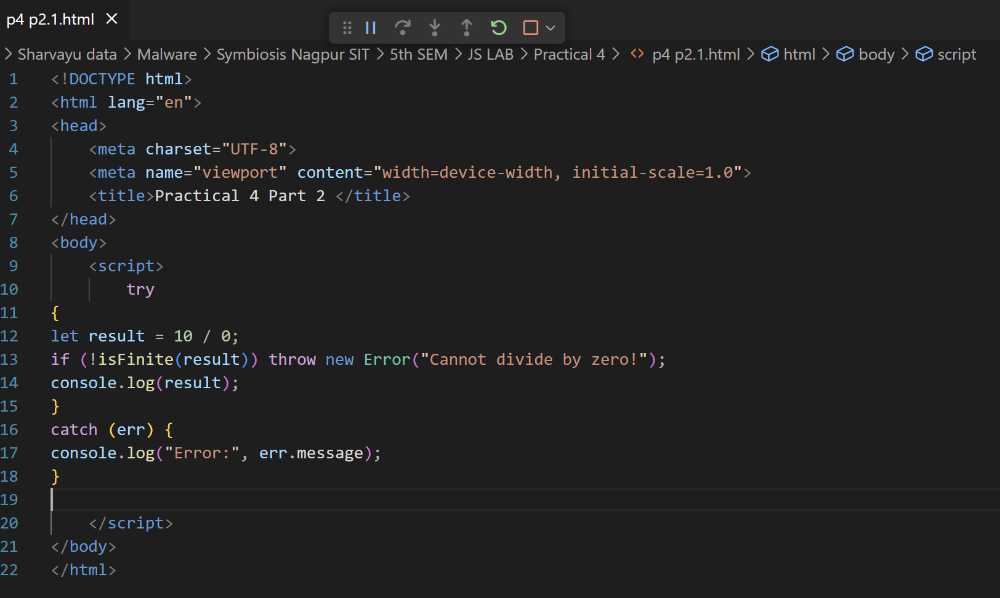 p4 p2.1.html
Sharvayu data > Malware > Symbiosis Nagpur SIT > 5th SEM > JS LAB > Practical 4 > <> p4 p2.1.html > html > body > script
1 <!DOCTYPE html>
2 <html lang="en">
3 <head>
4     <meta charset="UTF-8">
5     <meta name="viewport" content="width=device-width, initial-scale=1.0">
6     <title>Practical 4 Part 2 </title>
7 </head>
8 <body>
9     <script>
10         try
11 {
12 let result = 10 / 0;
13 if (!isFinite(result)) throw new Error("Cannot divide by zero!");
14 console.log(result);
15 }
16 catch (err) {
17 console.log("Error:", err.message);
18 }
19
20     </script>
21 </body>
22 </html>